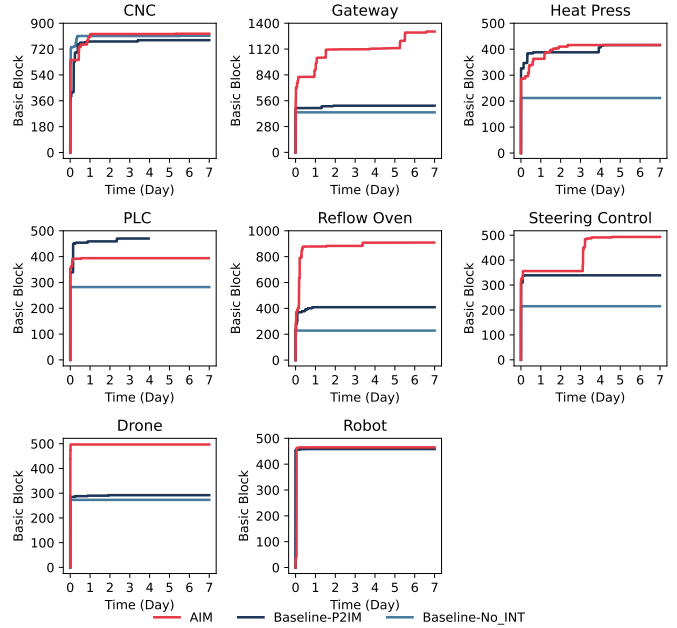 CNC
Basic Block
900
720
540
360
180
0
0 1 2 3 4 5 6 7
Time (Day)
Gateway
Basic Block
1400
1120
840
560
280
0
0 1 2 3 4 5 6 7
Time (Day)
Heat Press
Basic Block
500
400
300
200
100
0
0 1 2 3 4 5 6 7
Time (Day)
PLC
Basic Block
500
400
300
200
100
0
0 1 2 3 4 5 6 7
Time (Day)
Reflow Oven
Basic Block
1000
800
600
400
200
0
0 1 2 3 4 5 6 7
Time (Day)
Steering Control
Basic Block
500
400
300
200
100
0
0 1 2 3 4 5 6 7
Time (Day)
Drone
Basic Block
500
400
300
200
100
0
0 1 2 3 4 5 6 7
Time (Day)
Robot
Basic Block
500
400
300
200
100
0
0 1 2 3 4 5 6 7
Time (Day)
AIM Baseline-P2IM Baseline-No_INT